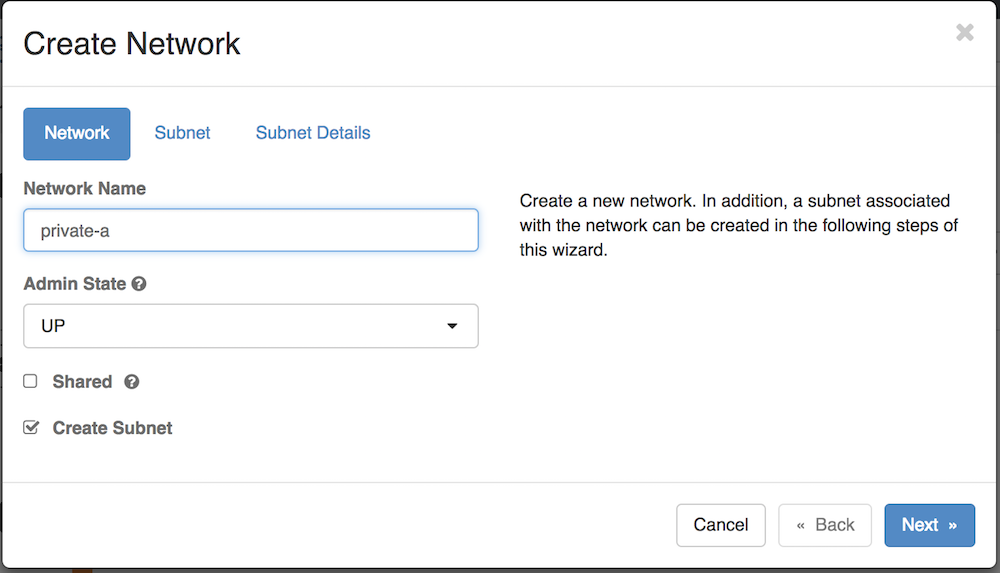 Create Network
Network Subnet Subnet Details
Network Name
private-a
Create a new network. In addition, a subnet associated
with the network can be created in the following steps of
this wizard.
Admin State
UP
Shared
Create Subnet
Cancel « Back Next »